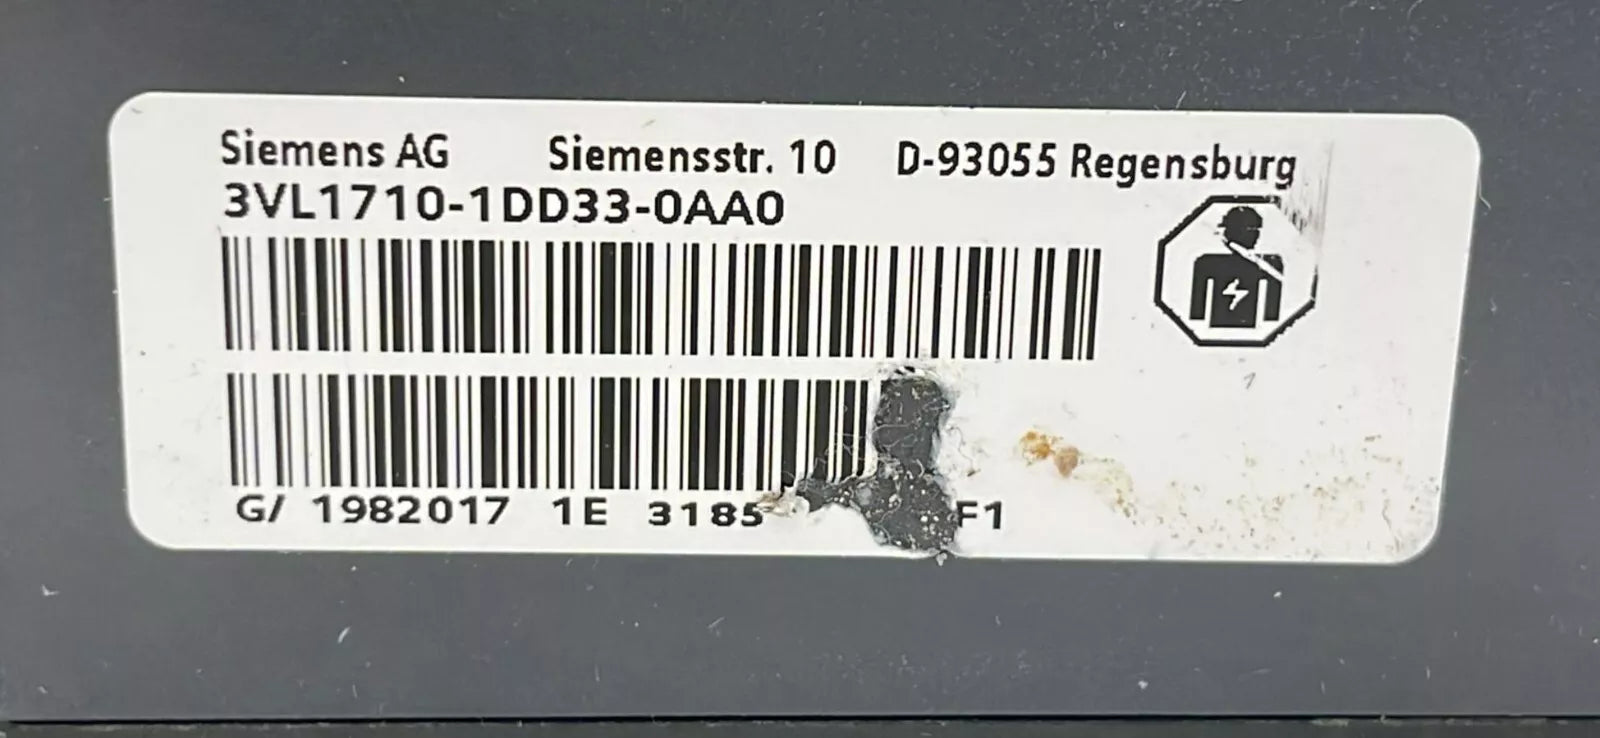 Siemens AG Siemensstr. 10 D-93055 Regensburg
3VL1710-1DD33-0AA0
G/ 1982017 1E 3185 F1